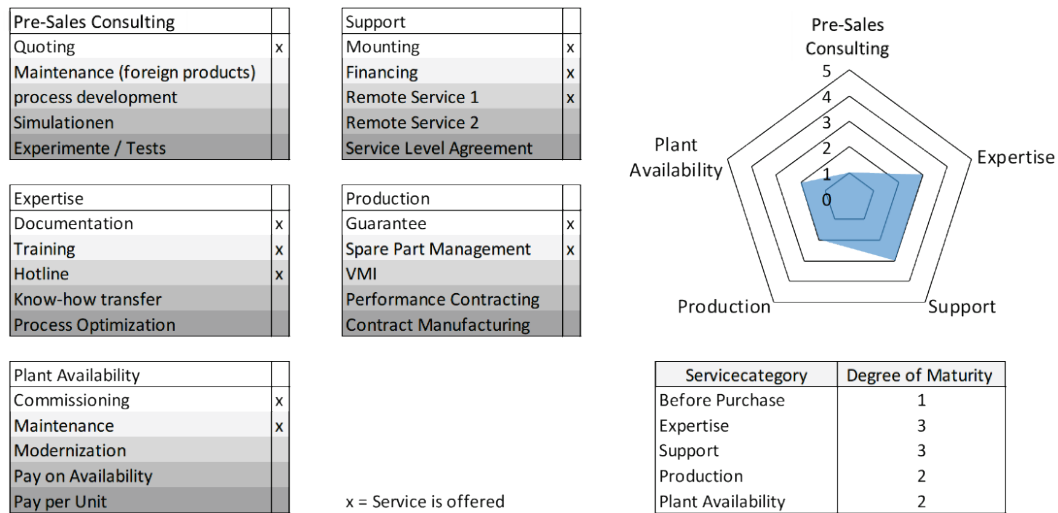 Pre-Sales Consulting
Quoting x
Maintenance (foreign products)
process development
Simulationen
Experimente / Tests
Support
Mounting x
Financing x
Remote Service 1 x
Remote Service 2
Service Level Agreement
Expertise
Documentation x
Training x
Hotline x
Know-how transfer
Process Optimization
Production
Guarantee x
Spare Part Management x
VMI
Performance Contracting
Contract Manufacturing
Plant Availability
Commissioning x
Maintenance x
Modernization
Pay on Availability
Pay per Unit
x = Service is offered
Pre-Sales
Consulting
5
4
3
2
1
0
Plant
Availability
Expertise
Production
Support
Servicecategory Degree of Maturity
Before Purchase 1
Expertise 3
Support 3
Production 2
Plant Availability 2